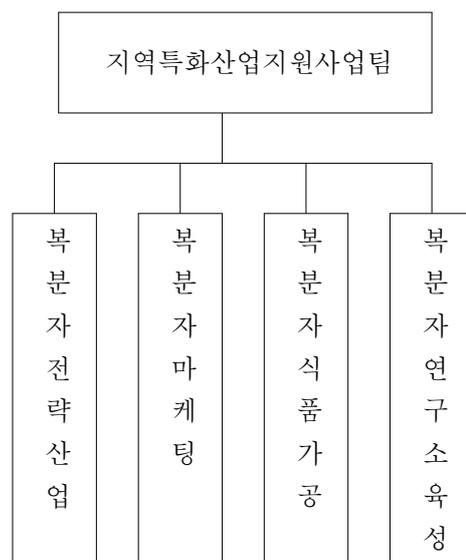 지역특화산업지원사업팀
복분자전략산업
복분자마케팅
복분자식품가공
복분자연구소육성